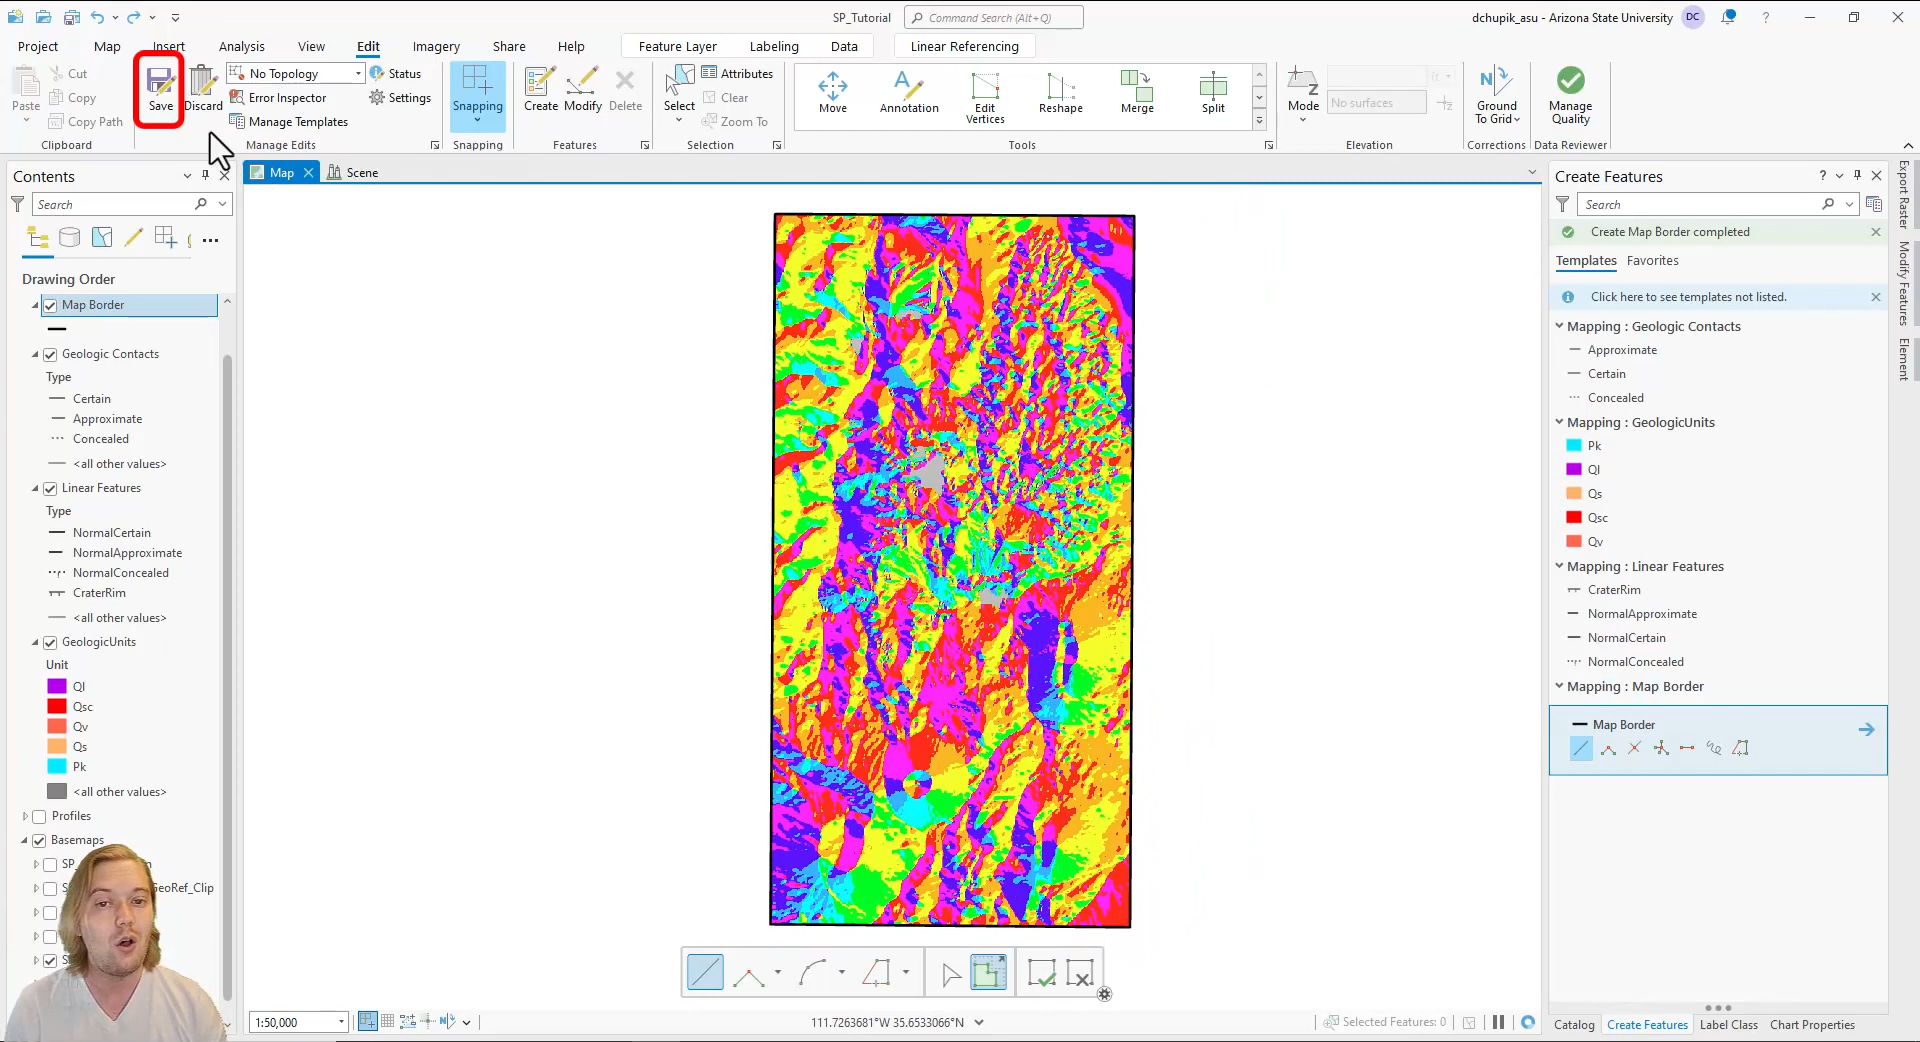 SP_Tutorial
Command Search (Alt+Q)
dchupik_asu - Arizona State University
DC
?
Project
Map
Insert
Analysis
View
Edit
Imagery
Share
Help
Feature Layer
Labeling
Data
Linear Referencing
Paste
Cut
Copy
Copy Path
Clipboard
Save
Discard
No Topology
Error Inspector
Manage Templates
Status
Settings
Manage Edits
Snapping
Snapping
Create
Modify
Delete
Features
Select
Attributes
Clear
Zoom To
Selection
Move
Annotation
Edit
Vertices
Reshape
Merge
Split
Tools
Mode
No surfaces
ft
Elevation
Ground
To Grid
Corrections
Manage
Quality
Data Reviewer
Contents
Search
Drawing Order
Map Border
Geologic Contacts
Type
Certain
Approximate
Concealed
<all other values>
Linear Features
Type
NormalCertain
NormalApproximate
NormalConcealed
CraterRim
<all other values>
GeologicUnits
Unit
Ql
Qsc
Qv
Qs
Pk
<all other values>
Profiles
Basemaps
GeoRef_Clip
Map
Scene
1:50,000
111.7263681°W 35.6533066°N
Selected Features: 0
Create Features
?
Search
Create Map Border completed
Templates
Favorites
Click here to see templates not listed.
Mapping : Geologic Contacts
Approximate
Certain
Concealed
Mapping : GeologicUnits
Pk
Ql
Qs
Qsc
Qv
Mapping : Linear Features
CraterRim
NormalApproximate
NormalCertain
NormalConcealed
Mapping : Map Border
Map Border
Catalog
Create Features
Label Class
Chart Properties
Export Raster
Modify Features
Element